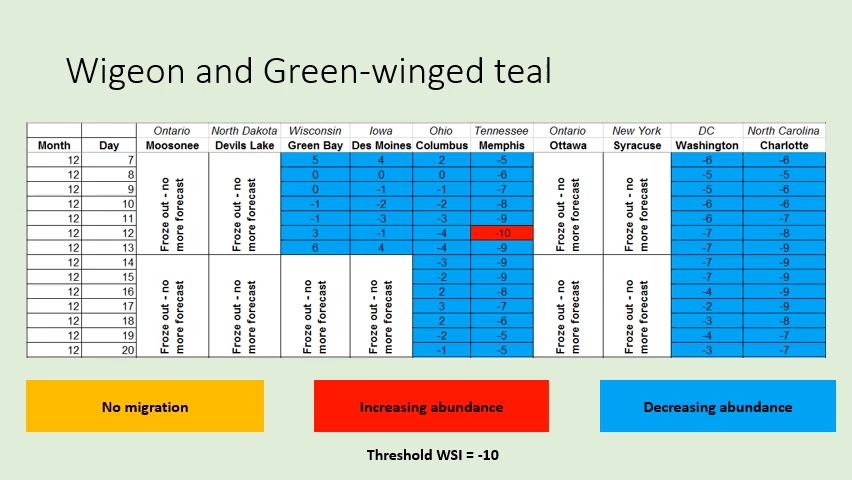 Wigeon and Green-winged teal
Ontario North Dakota Wisconsin Iowa Ohio Tennessee Ontario New York DC North Carolina
Month Day Moosonee Devils Lake Green Bay Des Moines Columbus Memphis Ottawa Syracuse Washington Charlotte
12 7 5 4 2 -5 -6 -6
12 8 0 0 0 -6 -5 -5
12 9 0 -1 -1 -7 -5 -6
12 10 -1 -2 -2 -8 -6 -6
12 11 -1 -3 -3 -9 -6 -7
12 12 3 -1 -4 -10 -7 -8
12 13 6 4 -4 -9 -7 -9
Froze out - no
more forecast
Froze out - no
more forecast
Froze out - no
more forecast
Froze out - no
more forecast
12 14 -3 -9 -7 -9
12 15 -2 -9 -7 -9
12 16 2 -8 -4 -9
12 17 3 -7 -2 -9
12 18 2 -6 -3 -8
12 19 -2 -5 -4 -7
12 20 -1 -5 -3 -7
Froze out - no
more forecast
Froze out - no
more forecast
Froze out - no
more forecast
Froze out - no
more forecast
Froze out - no
more forecast
Froze out - no
more forecast
No migration
Increasing abundance
Decreasing abundance
Threshold WSI = -10